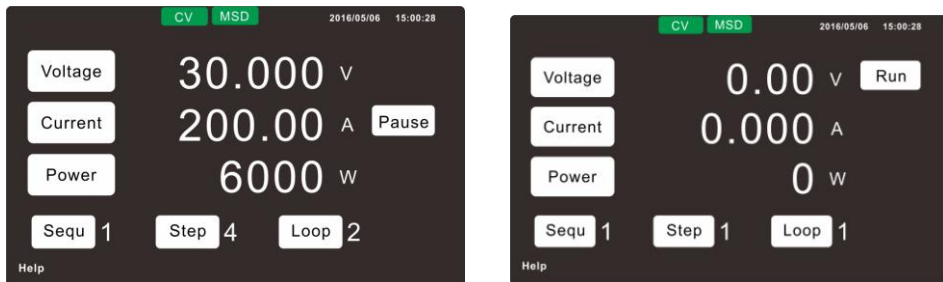 CV MSD 2016/05/06 15:00:28
Voltage 30.000 V
Current 200.00 A Pause
Power 6000 W
Sequ 1 Step 4 Loop 2
Help
CV MSD 2016/05/06 15:00:28
Voltage 0.00 V Run
Current 0.000 A
Power 0 W
Sequ 1 Step 1 Loop 1
Help